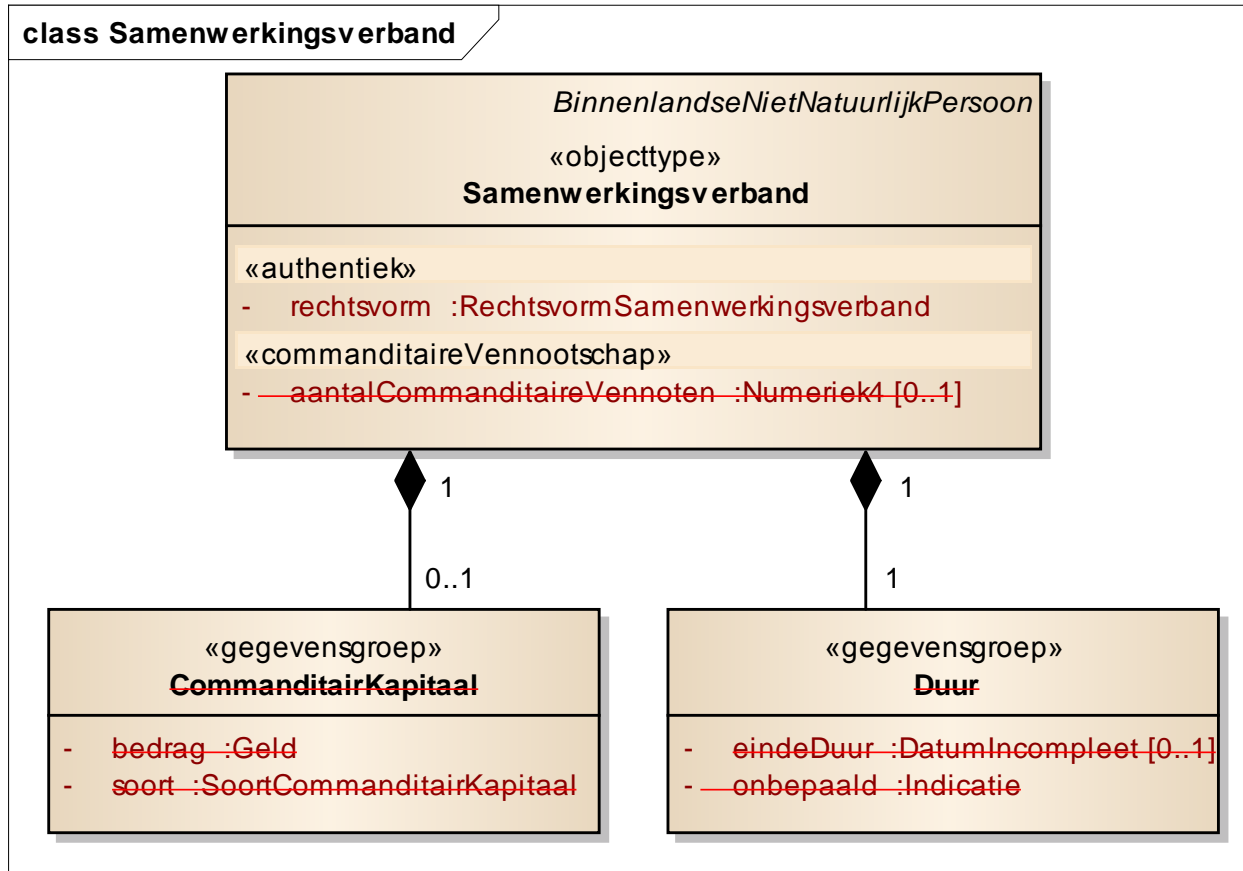 class Samenwerkingsverband
BinnenlandseNietNatuurlijkPersoon
«objecttype»
Samenwerkingsverband
«authentiek»
- rechtsvorm :RechtsvormSamenwerkingsverband
«commanditaireVennootschap»
- aantalCommanditaireVennoten :Numeriek4 [0..1]
1
1
0..1
1
«gegevensgroep»
CommanditairKapitaal
- bedrag :Geld
- soort :SoortCommanditairKapitaal
«gegevensgroep»
Duur
- eindeDuur :DatumIncompleet [0..1]
- onbepaald :Indicatie